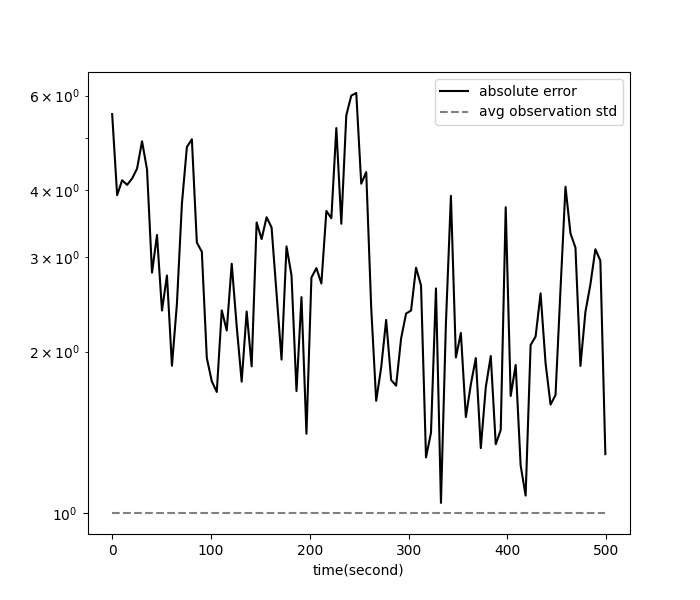 absolute error
avg observation std
6 × 10⁰
4 × 10⁰
3 × 10⁰
2 × 10⁰
10⁰
0 100 200 300 400 500
time(second)